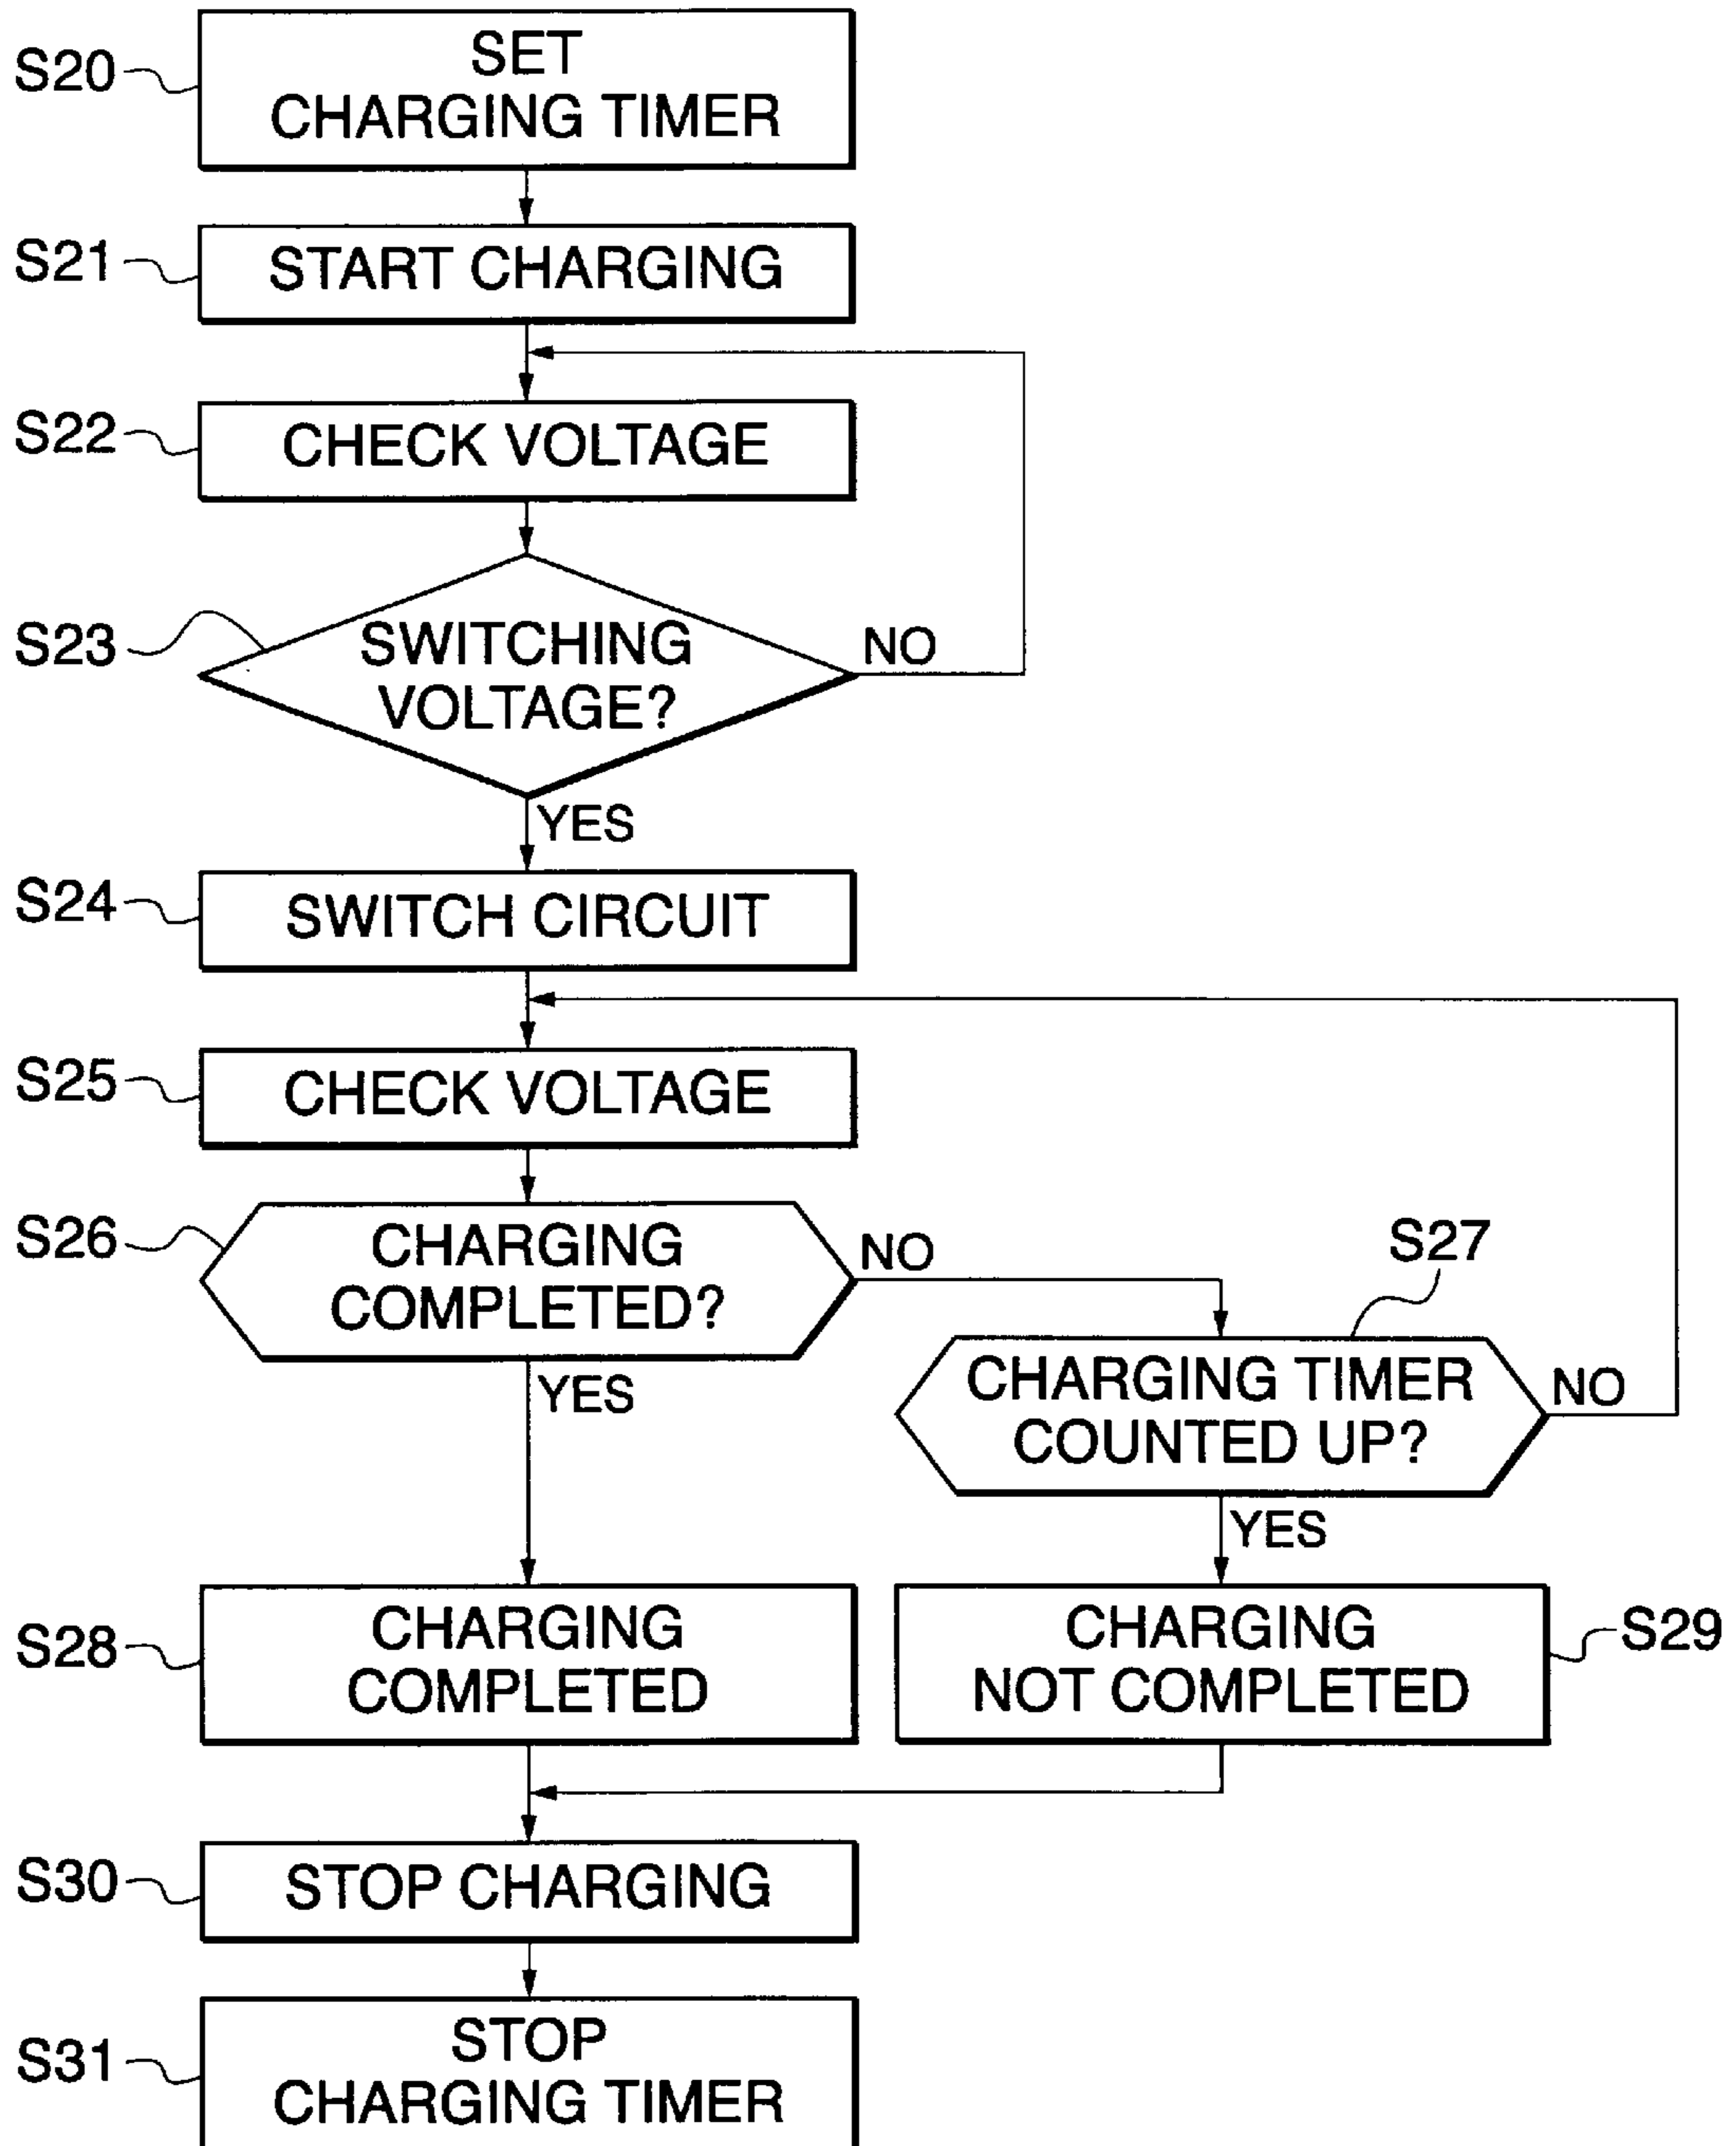 S20
SET
CHARGING TIMER
S21
START CHARGING
S22
CHECK VOLTAGE
S23
SWITCHING
VOLTAGE?
NO
YES
S24
SWITCH CIRCUIT
S25
CHECK VOLTAGE
S26
CHARGING
COMPLETED?
NO
YES
S27
CHARGING TIMER
COUNTED UP?
NO
YES
S28
CHARGING
COMPLETED
CHARGING
NOT COMPLETED
S29
S30
STOP CHARGING
S31
STOP
CHARGING TIMER